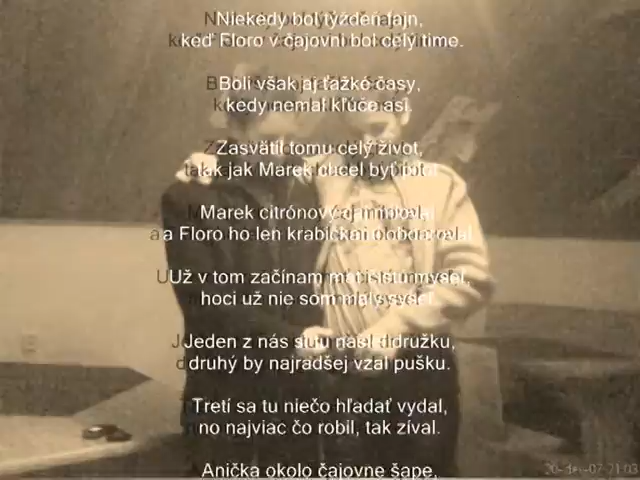 Niekedy bol týždeň fajn,
keď Floro v čajovni bol celý time.
Boli však aj ťažké časy,
kedy nemal kľúče asi.
Zasvätil tomu celý život,
tak jak Marek chcel byť
Marek citrónový čaj
a Floro ho len krabičkami
Už v tom začínam
hoci už nie som malý
Jeden z nás si tu našiel družku,
druhý by najradšej vzal pušku.
Tretí sa tu niečo hľadať vydal,
no najviac čo robil, tak zíval.
Anička okolo čajovne šape,